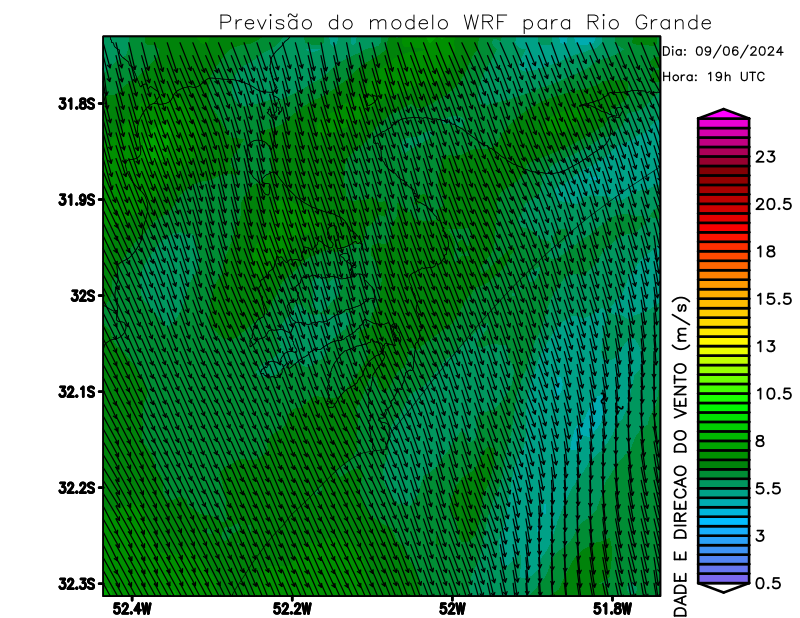 Previsão do modelo WRF para Rio Grande
Dia: 09/06/2024
Hora: 19h UTC
31.8S
31.9S
32S
32.1S
32.2S
32.3S
52.4W
52.2W
52W
51.8W
DADE E DIRECAO DO VENTO (m/s)
23
20.5
18
15.5
13
10.5
8
5.5
3
0.5